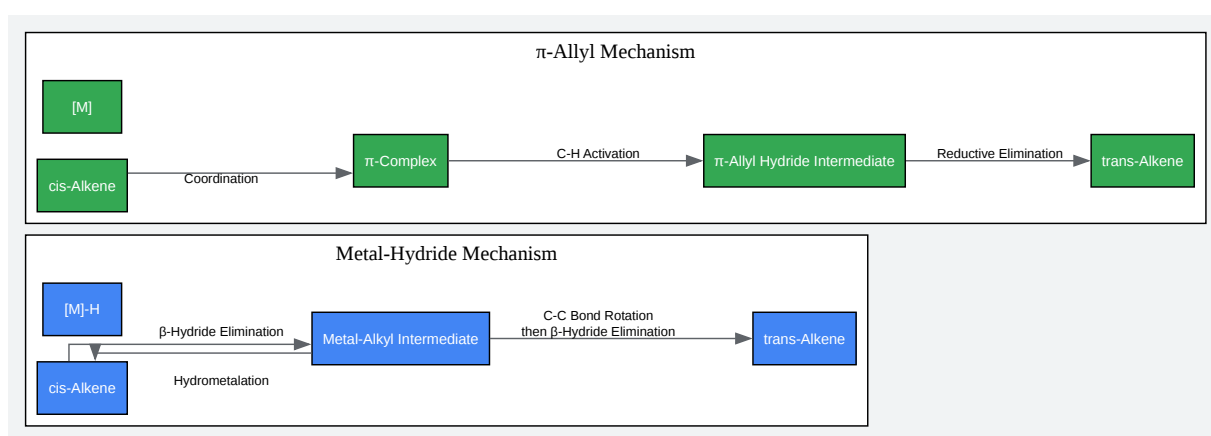 π-Allyl Mechanism
[M]
cis-Alkene
Coordination
π-Complex
C-H Activation
π-Allyl Hydride Intermediate
Reductive Elimination
trans-Alkene
Metal-Hydride Mechanism
[M]-H
cis-Alkene
β-Hydride Elimination
Hydrometalation
Metal-Alkyl Intermediate
C-C Bond Rotation
then β-Hydride Elimination
trans-Alkene